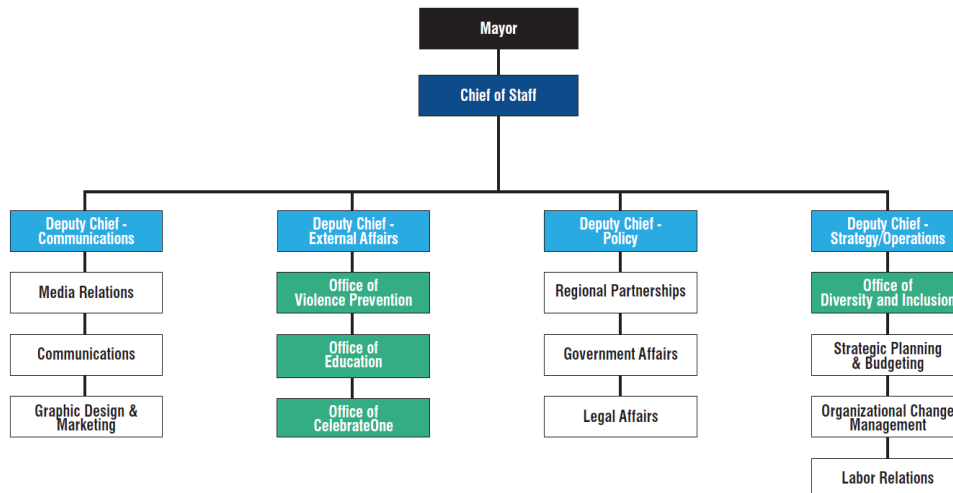 Mayor
Chief of Staff
Deputy Chief -
Communications
Deputy Chief -
External Affairs
Deputy Chief -
Policy
Deputy Chief -
Strategy/Operations
Media Relations
Office of
Violence Prevention
Regional Partnerships
Office of
Diversity and Inclusion
Communications
Office of
Education
Government Affairs
Strategic Planning
& Budgeting
Graphic Design &
Marketing
Office of
CelebrateOne
Legal Affairs
Organizational Change
Management
Labor Relations